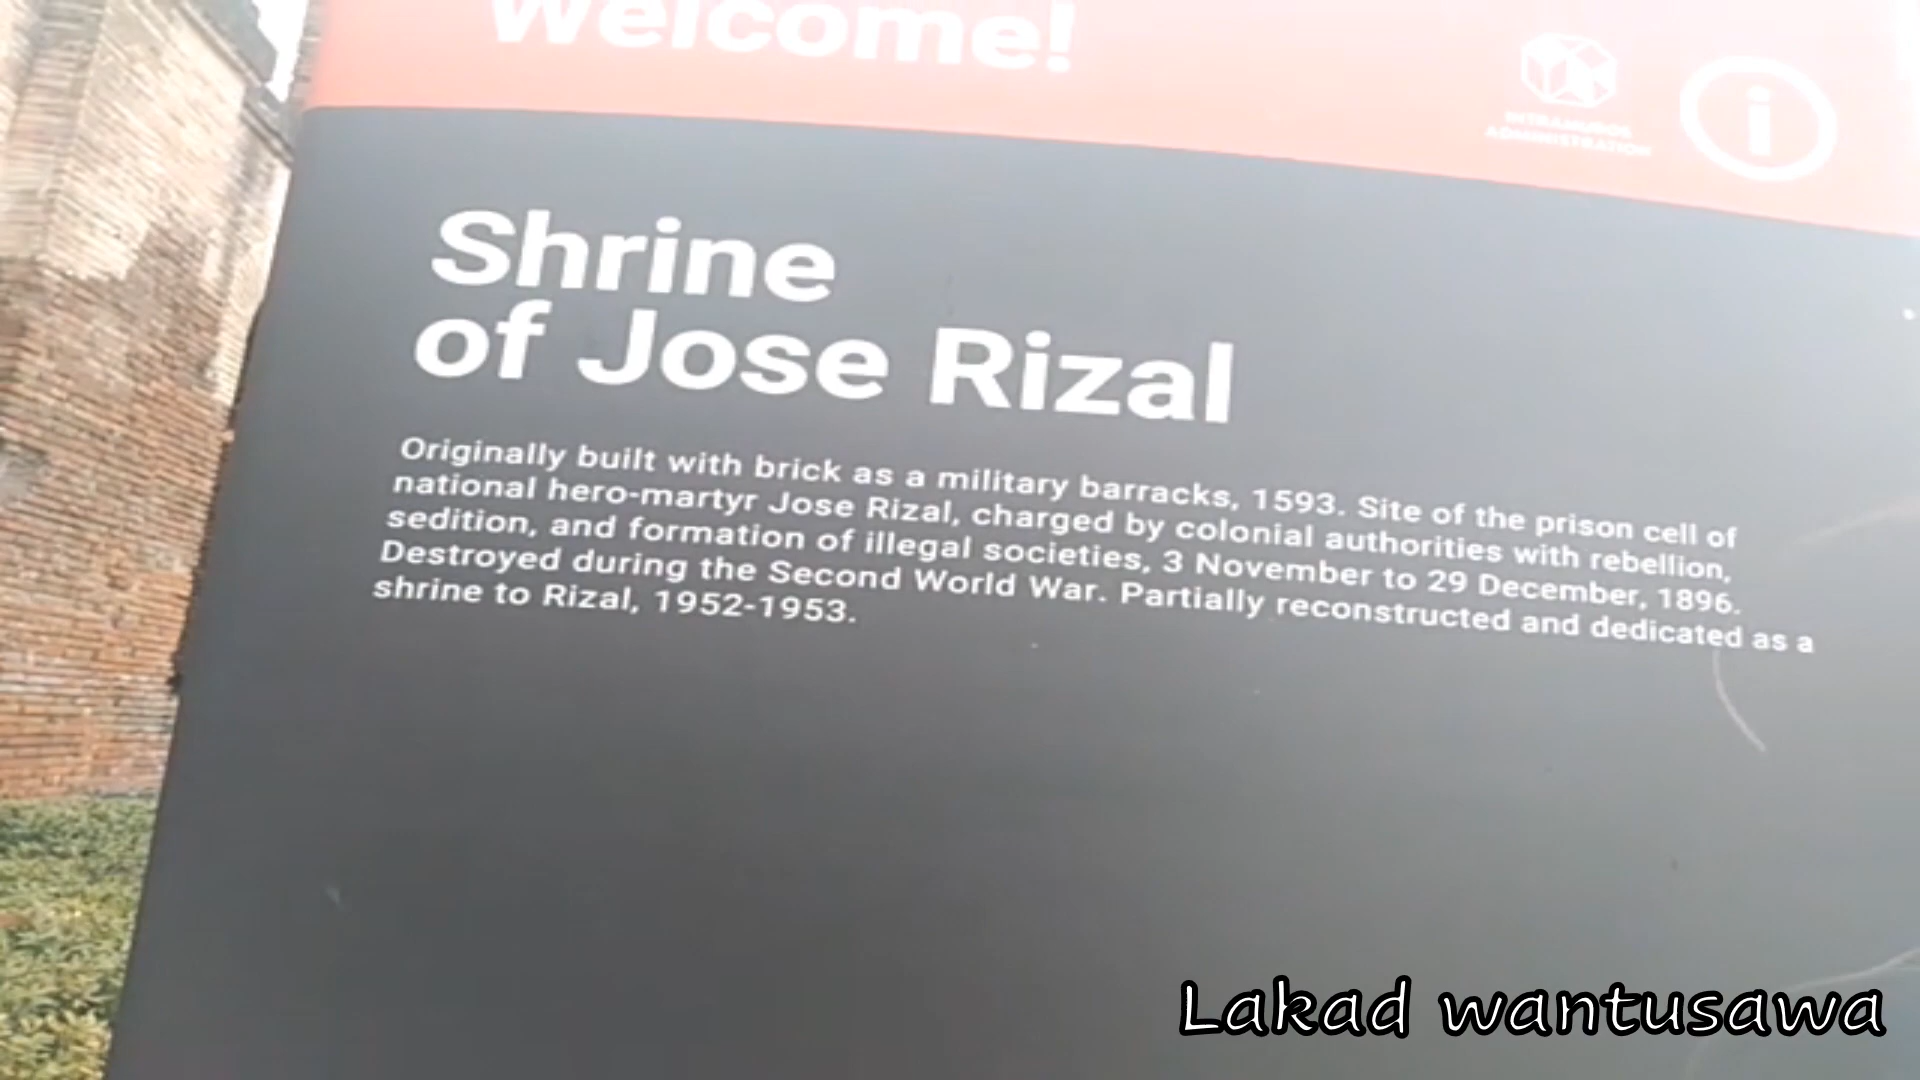 Welcome!
INTRAMUROS
ADMINISTRATION
i
Shrine
of Jose Rizal
Originally built with brick as a military barracks, 1593. Site of the prison cell of
national hero-martyr Jose Rizal, charged by colonial authorities with rebellion,
sedition, and formation of illegal societies, 3 November to 29 December, 1896.
Destroyed during the Second World War. Partially reconstructed and dedicated as a
shrine to Rizal, 1952-1953.
Lakad wantusawa